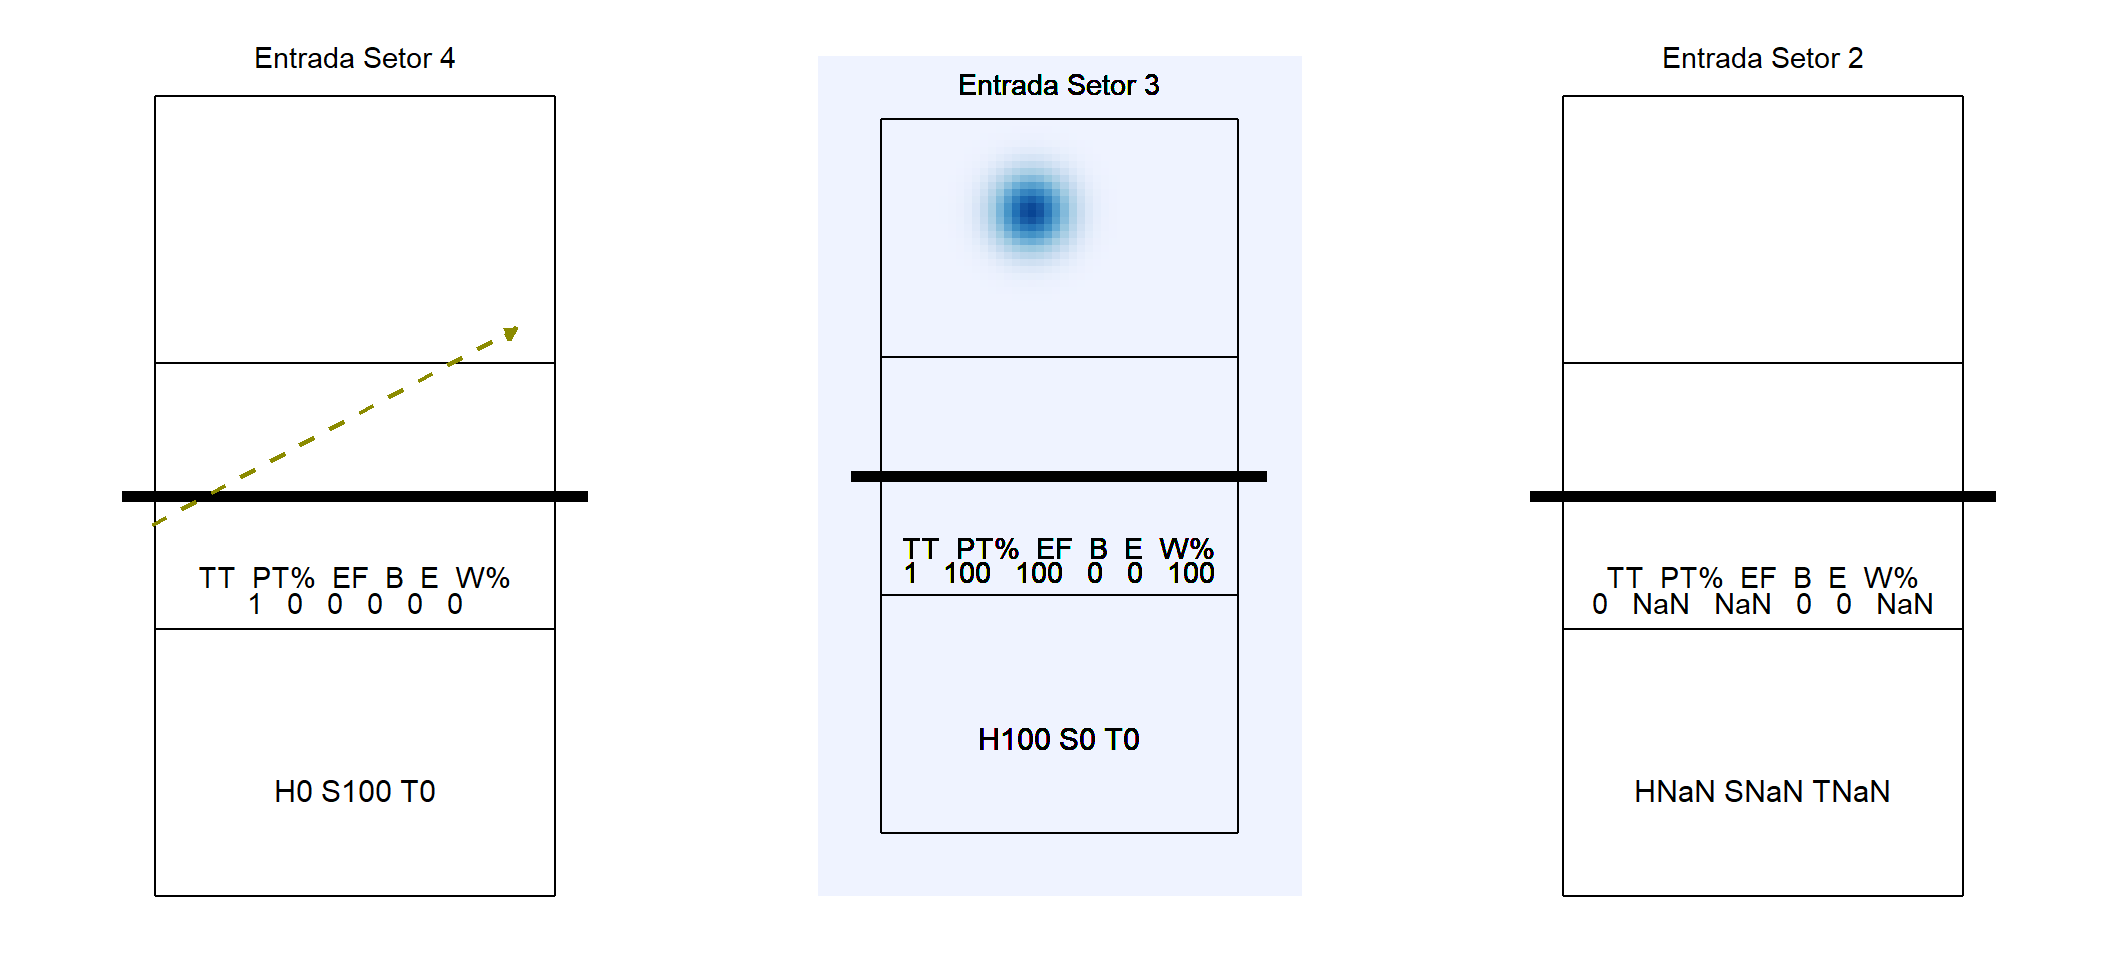 Entrada Setor 4
TT PT% EF B E W%
1 0 0 0 0 0
H0 S100 T0
Entrada Setor 3
TT PT% EF B E W%
1 100 100 0 0 100
H100 S0 T0
Entrada Setor 2
TT PT% EF B E W%
0 NaN NaN 0 0 NaN
HNaN SNaN TNaN